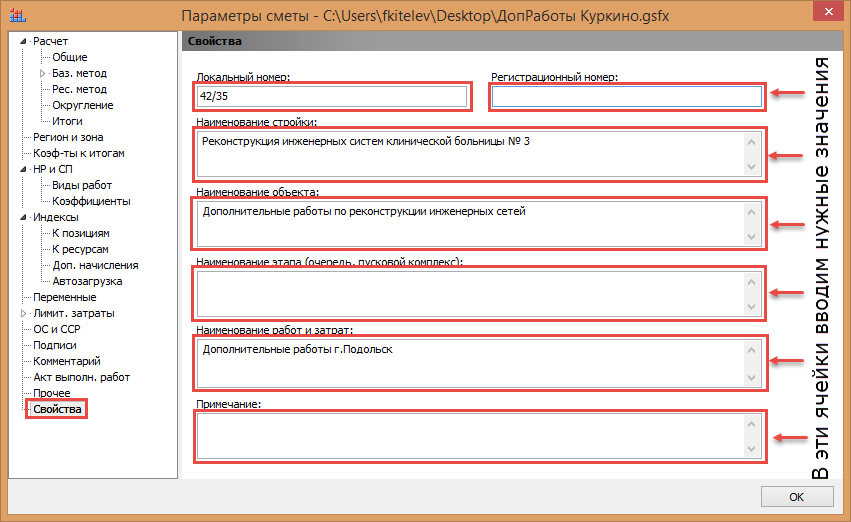 Параметры сметы - C:\Users\fkitelev\Desktop\ДопРаботы Куркино.gsfx
Расчет
Общие
Баз. метод
Рес. метод
Округление
Итоги
Регион и зона
Коэф-ты к итогам
НР и СП
Виды работ
Коэффициенты
Индексы
К позициям
К ресурсам
Доп. начисления
Автозагрузка
Переменные
Лимит. затраты
ОС и ССР
Подписи
Комментарий
Акт выполн. работ
Прочее
Свойства
Свойства
Локальный номер:
42/35
Регистрационный номер:
Наименование стройки:
Реконструкция инженерных систем клинической больницы № 3
Наименование объекта:
Дополнительные работы по реконструкции инженерных сетей
Наименование этапа (очередь, пусковой комплекс):
Наименование работ и затрат:
Дополнительные работы г.Подольск
Примечание:
В эти ячейки вводим нужные значения
OK